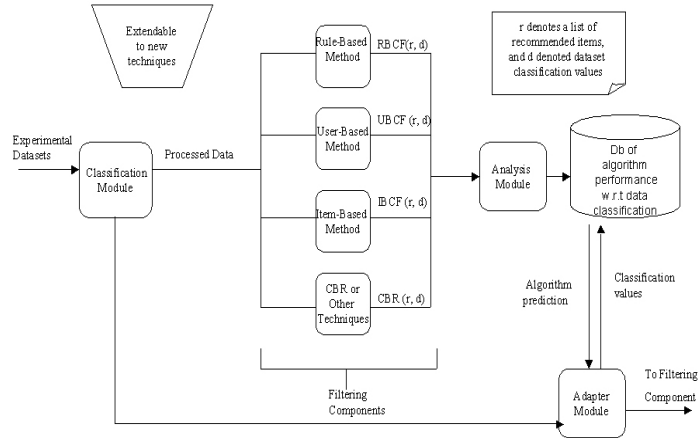 Extendable
to new
techniques
Rule-Based
Method
RBCF(r, d)
r denotes a list of
recommended items,
and d denoted dataset
classification values
User-Based
Method
UBCF (r, d)
Experimental
Datasets
Classification
Module
Processed Data
Analysis
Module
Db of
algorithm
performance
w.r.t data
classification
Item-Based
Method
IBCF (r, d)
CBR or
Other
Techniques
CBR (r, d)
Algorithm
prediction
Classification
values
Filtering
Components
Adapter
Module
To Filtering
Component